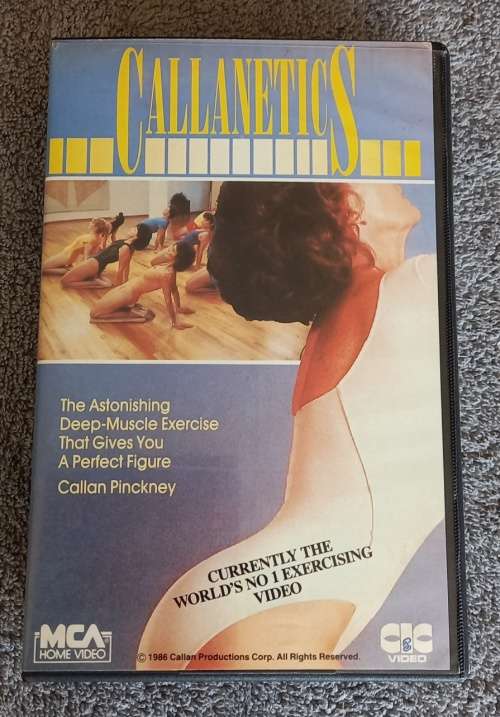 CALLANETICS
The Astonishing
Deep-Muscle Exercise
That Gives You
A Perfect Figure
Callan Pinckney
CURRENTLY THE
WORLD'S NO 1 EXERCISING
VIDEO
MCA
HOME VIDEO
© 1986 Callan Productions Corp. All Rights Reserved.
CIC
VIDEO